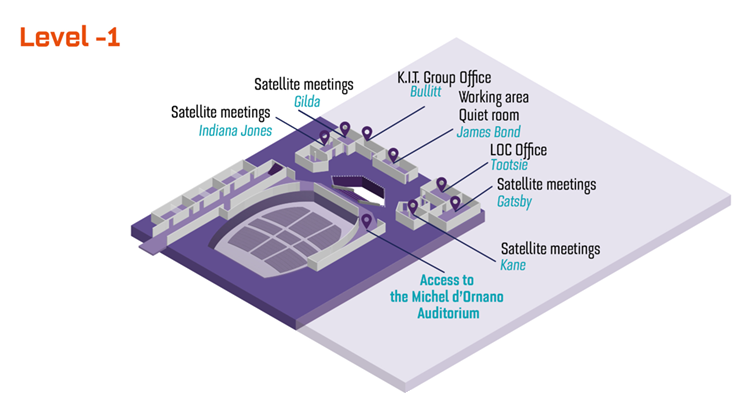 Level -1
K.I.T. Group Office
Bullitt
Satellite meetings
Gilda
Working area
Quiet room
James Bond
Satellite meetings
Indiana Jones
LOC Office
Tootsie
Satellite meetings
Gatsby
Satellite meetings
Kane
Access to
the Michel d'Ornano
Auditorium